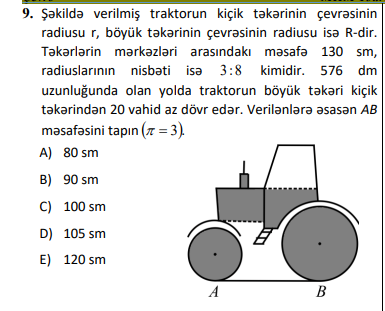 9. Şəkildə verilmiş traktorun kiçik təkərinin çevrəsinin
radiusu r, böyük təkərinin çevrəsinin radiusu isə R-dir.
Təkərlərin mərkəzləri arasındakı məsafə 130 sm,
radiuslarının nisbəti isə 3:8 kimidir. 576 dm
uzunluğunda olan yolda traktorun böyük təkəri kiçik
təkərindən 20 vahid az dövr edər. Verilənlərə əsasən AB
məsafəsini tapın (π = 3).
A) 80 sm
B) 90 sm
C) 100 sm
D) 105 sm
E) 120 sm
A B